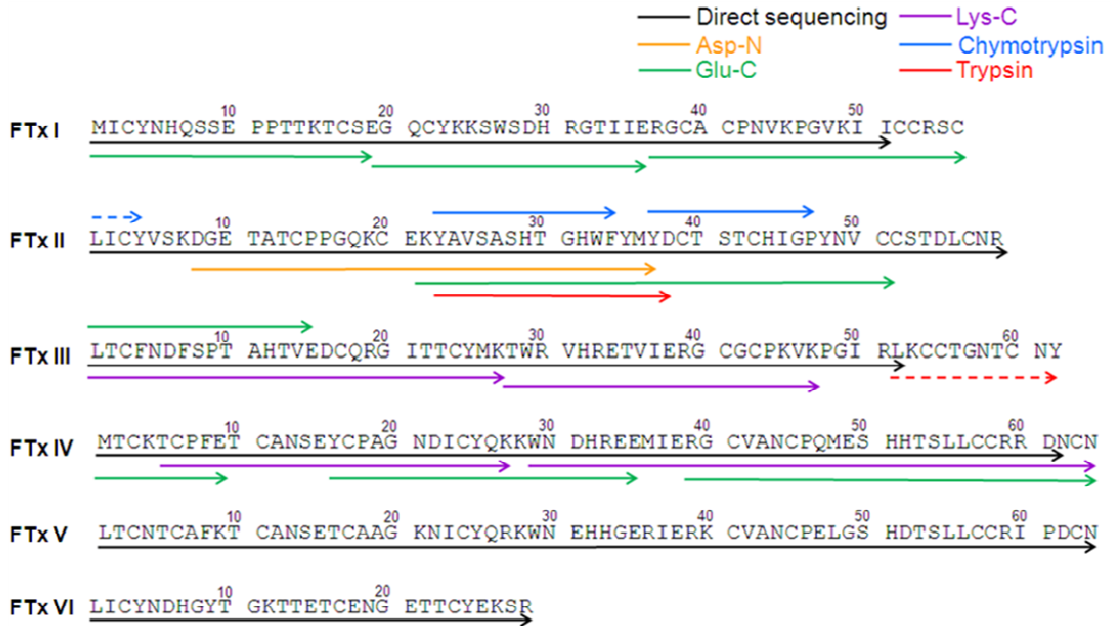 Direct sequencing Lys-C
Asp-N Chymotrypsin
Glu-C Trypsin
10 20 30 40 50
FTx I MICYNHQSSE PPTTKTCSEG QCYKKSWSDH RGTIIERGCA CPNVKPGVKI ICCRSC
10 20 30 40 50
FTx II LICYVSKDGE TATCPPGQKC EKYAVSASHT GHWFYMYDCT STCHIGPYNV CCSTDLCNR
10 20 30 40 50 60
FTx III LTCFNDFSPT AHTVEDCQRG ITTCYMKTWR VHRETVIERG CGCPKVKPGI RLKCCTGNTC NY
10 20 30 40 50 60
FTx IV MTCKTCPFET CANSEYCPAG NDICYQKKWN DHREEMIERG CVANCPQMES HHTSLLCCRR DNCN
10 20 30 40 50 60
FTx V LTCNTCAFKT CANSETCAAG KNICYQRKWN EHHGERIERK CVANCPELGS HDTSLLCCRI PDCN
10 20
FTx VI LICYNDHGYT GKTTETCENG ETTCYEKSR